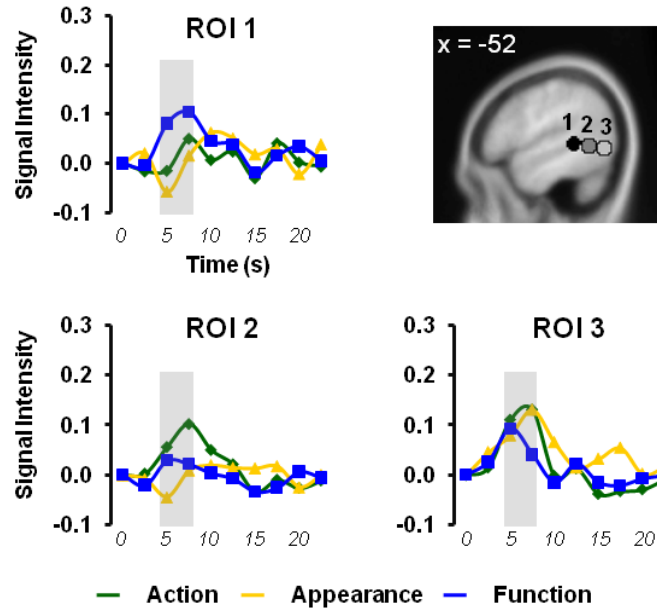 ROI 1
Signal Intensity
0.3
0.2
0.1
0.0
-0.1
0 5 10 15 20
Time (s)
x = -52
1 2 3
ROI 2
Signal Intensity
0.3
0.2
0.1
0.0
-0.1
0 5 10 15 20
ROI 3
0.3
0.2
0.1
0.0
-0.1
0 5 10 15 20
Action Appearance Function